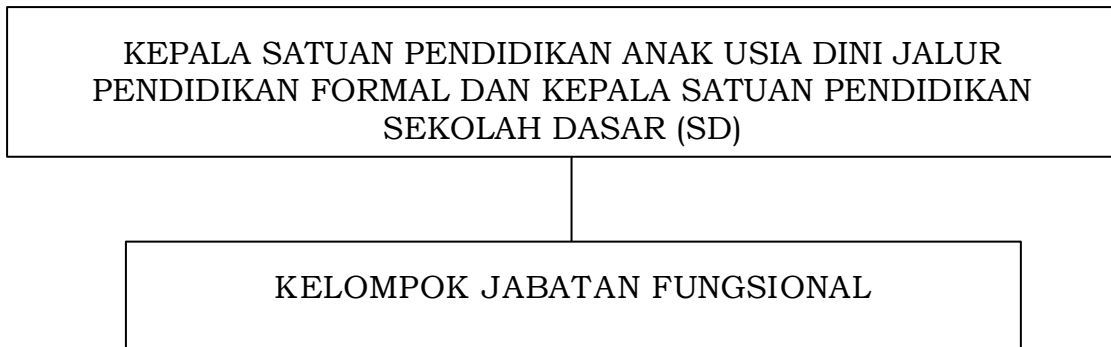 KEPALA SATUAN PENDIDIKAN ANAK USIA DINI JALUR
PENDIDIKAN FORMAL DAN KEPALA SATUAN PENDIDIKAN
SEKOLAH DASAR (SD)
KELOMPOK JABATAN FUNGSIONAL